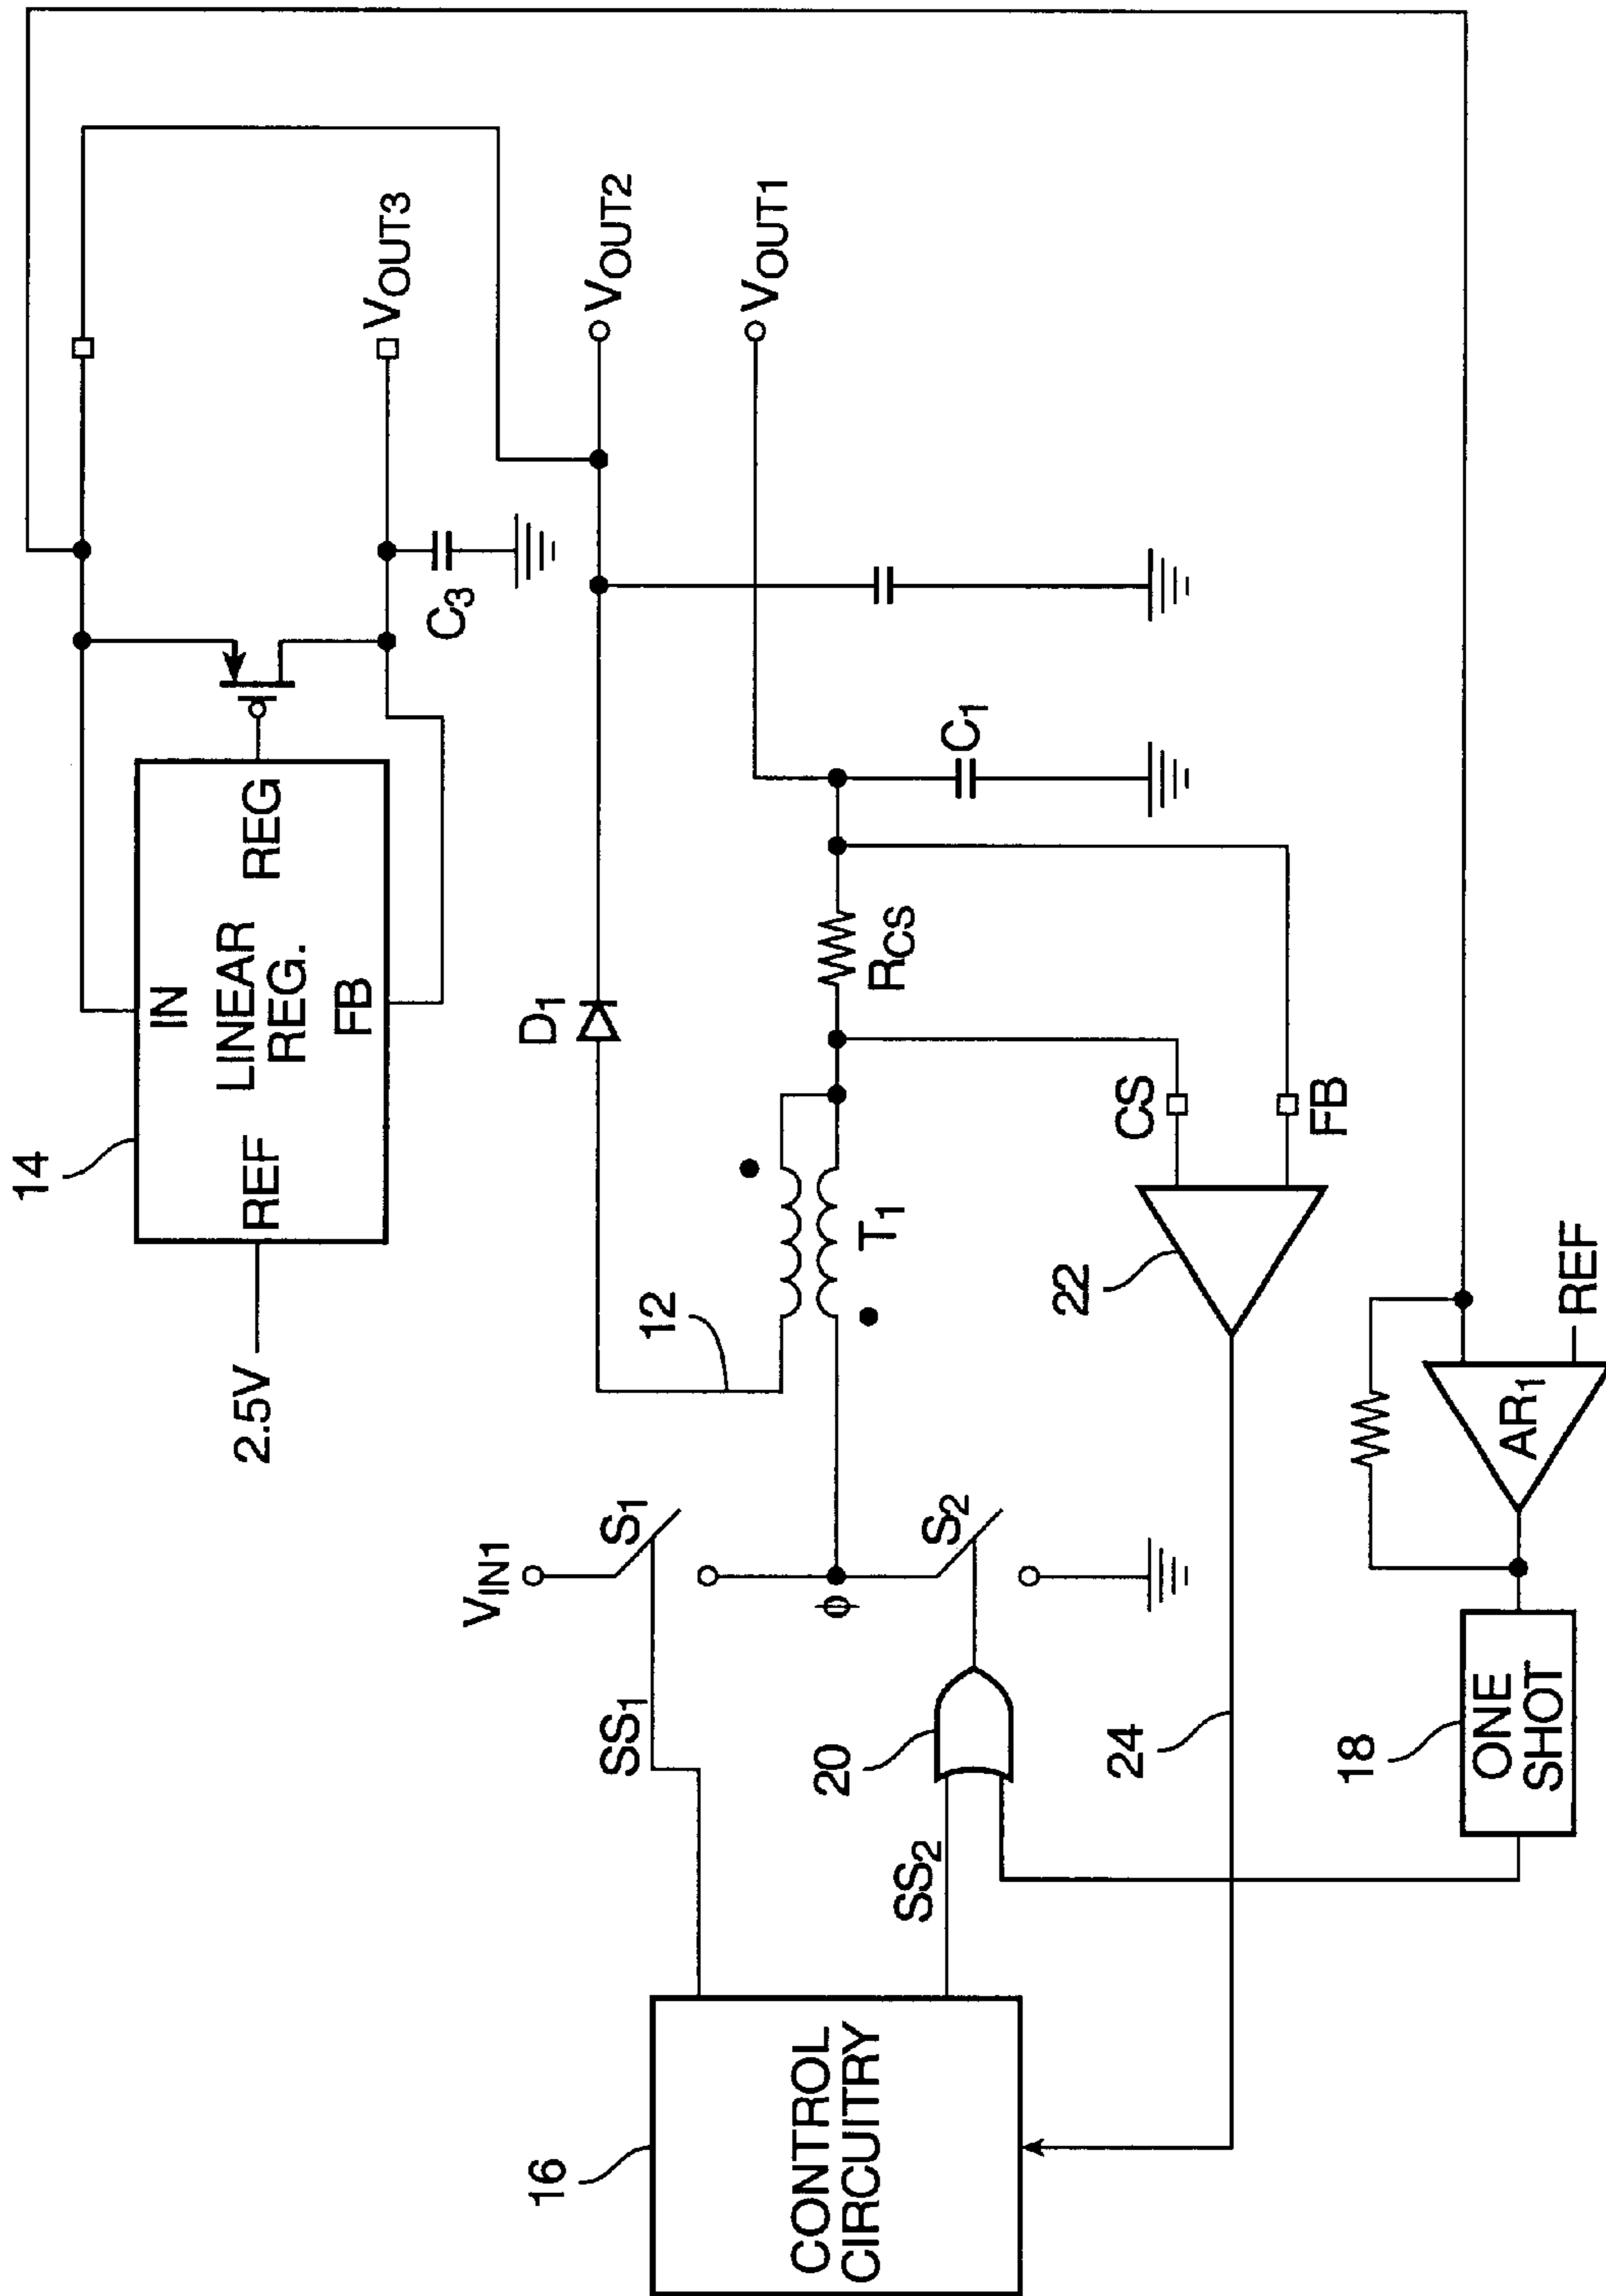 14
2.5V
REF
IN
LINEAR
REG.
REG
FB
C3
VOUT3
12
D1
VOUT2
VOUT1
VIN1
SS1
S1
T1
RCS
C1
ϕ
16
CONTROL
CIRCUITRY
SS2
20
S2
22
CS
FB
24
18
ONE
SHOT
AR1
REF